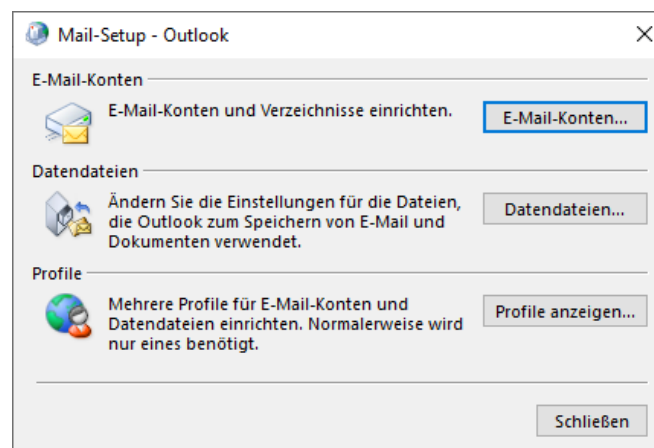 Mail-Setup - Outlook
E-Mail-Konten
E-Mail-Konten und Verzeichnisse einrichten.
E-Mail-Konten...
Datendateien
Ändern Sie die Einstellungen für die Dateien,
die Outlook zum Speichern von E-Mail und
Dokumenten verwendet.
Datendateien...
Profile
Mehrere Profile für E-Mail-Konten und
Datendateien einrichten. Normalerweise wird
nur eines benötigt.
Profile anzeigen...
Schließen